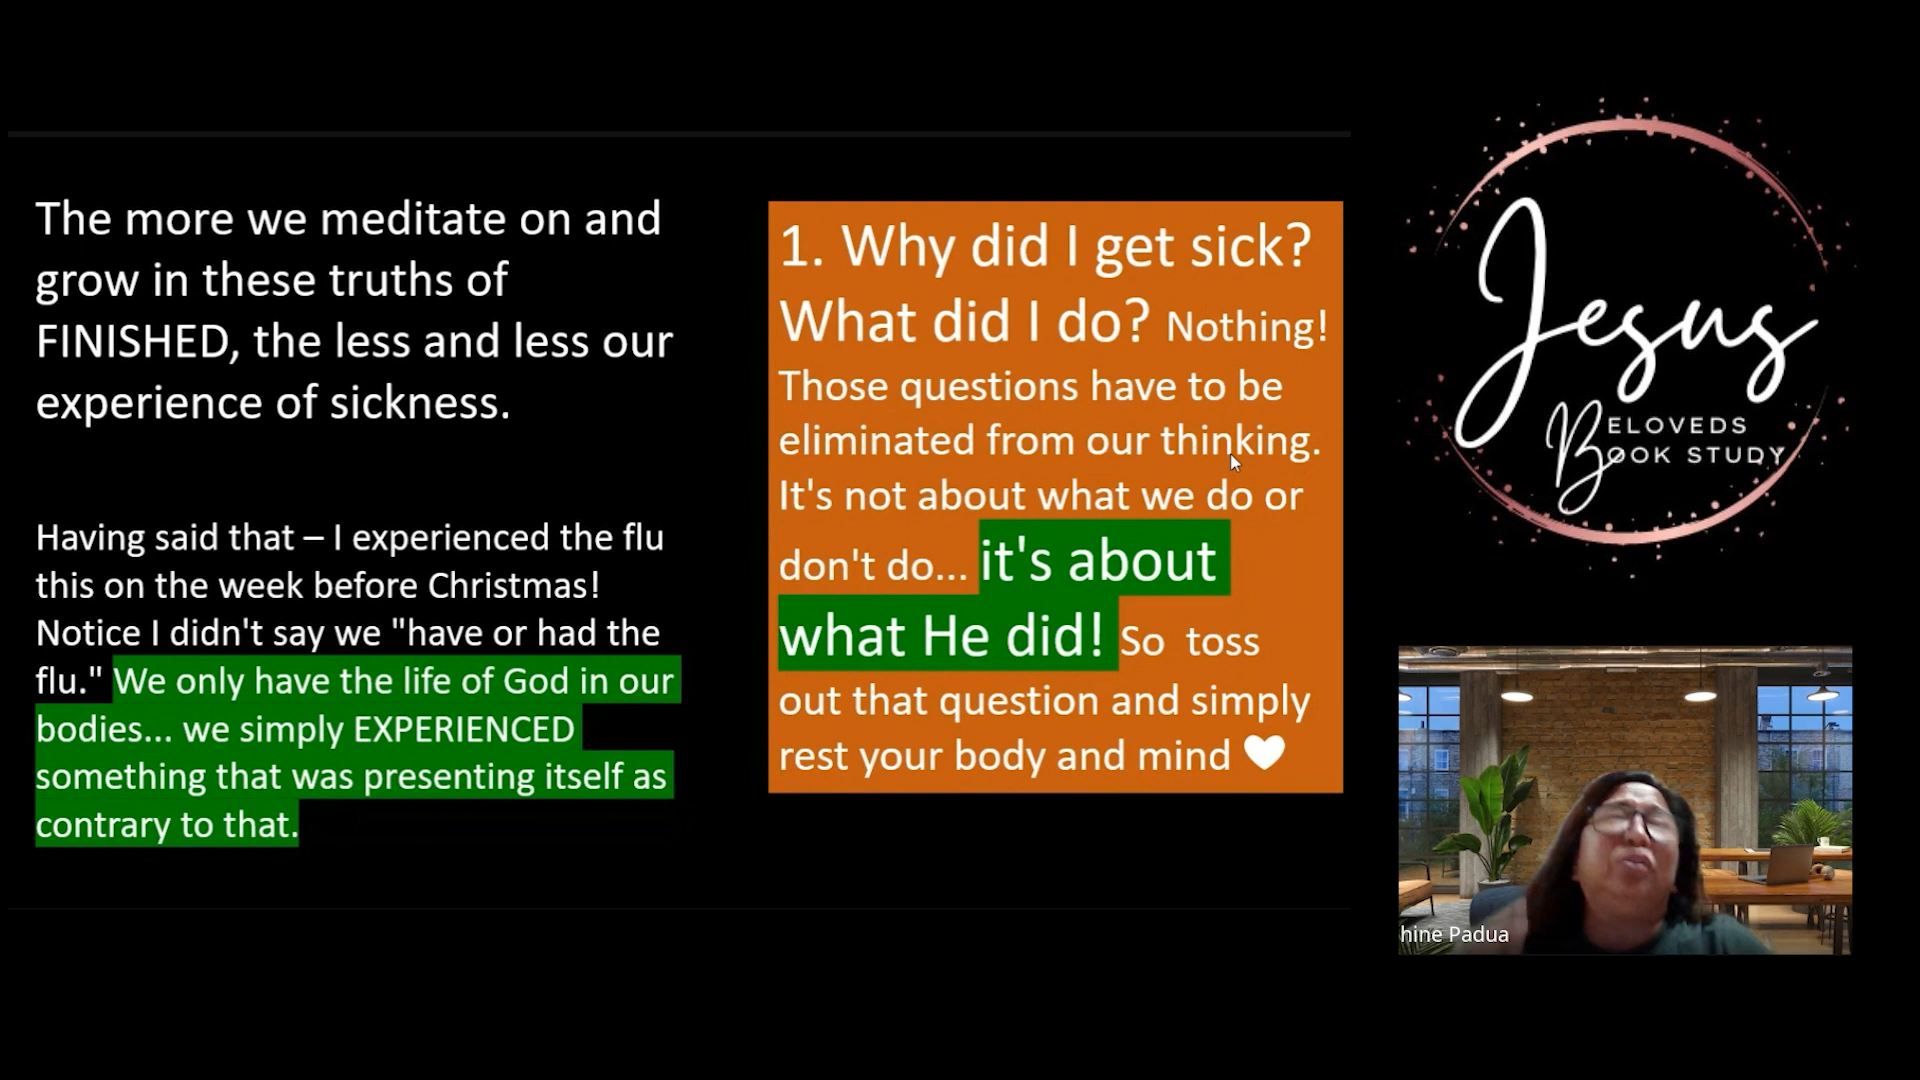 The more we meditate on and
grow in these truths of
FINISHED, the less and less our
experience of sickness.
Having said that – I experienced the flu
this on the week before Christmas!
Notice I didn't say we "have or had the
flu." We only have the life of God in our
bodies... we simply EXPERIENCED
something that was presenting itself as
contrary to that.
1. Why did I get sick?
What did I do? Nothing!
Those questions have to be
eliminated from our thinking.
It's not about what we do or
don't do... it's about
what He did! So toss
out that question and simply
rest your body and mind
Jesus
BELOVEDS
BOOK STUDY
hine Padua